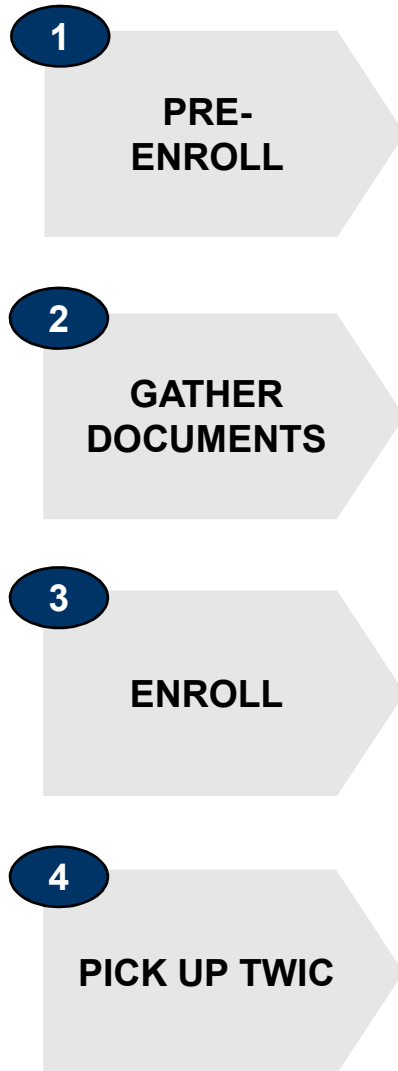 1
PRE-
ENROLL
2
GATHER
DOCUMENTS
3
ENROLL
4
PICK UP TWIC